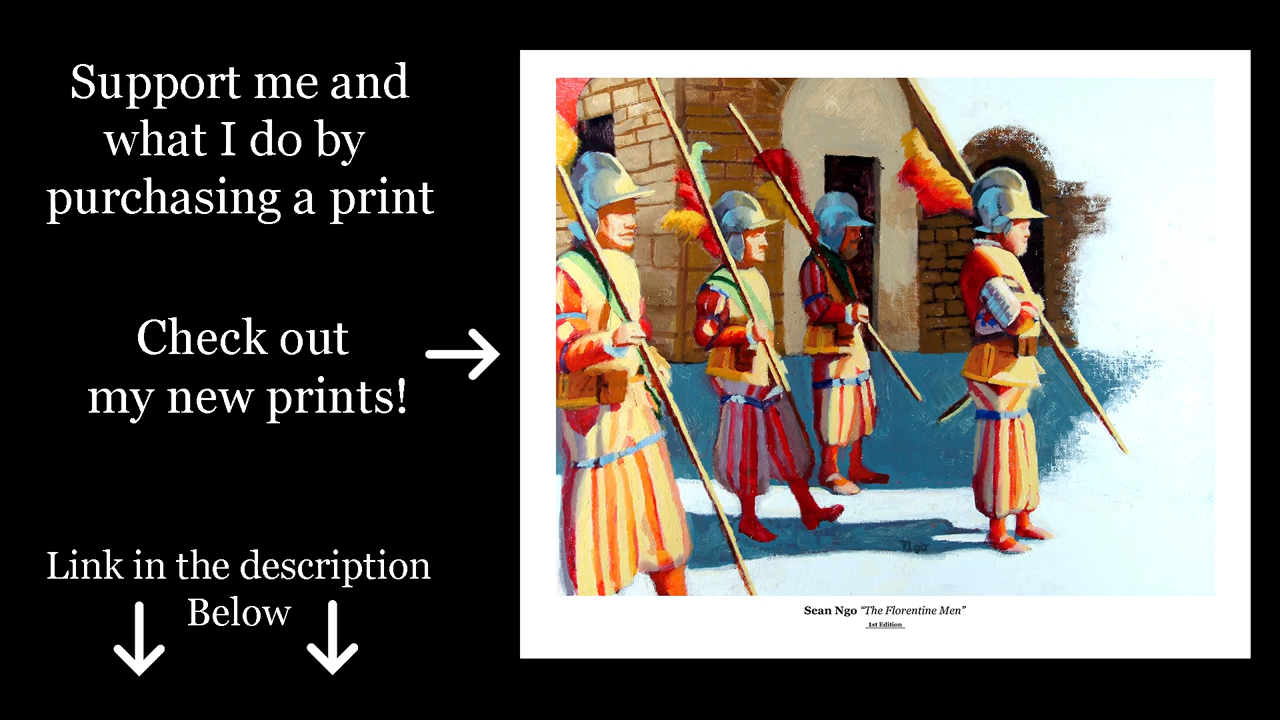 Support me and
what I do by
purchasing a print
Check out
my new prints!
Link in the description
Below
Ngo
Sean Ngo “The Florentine Men”
1st Edition